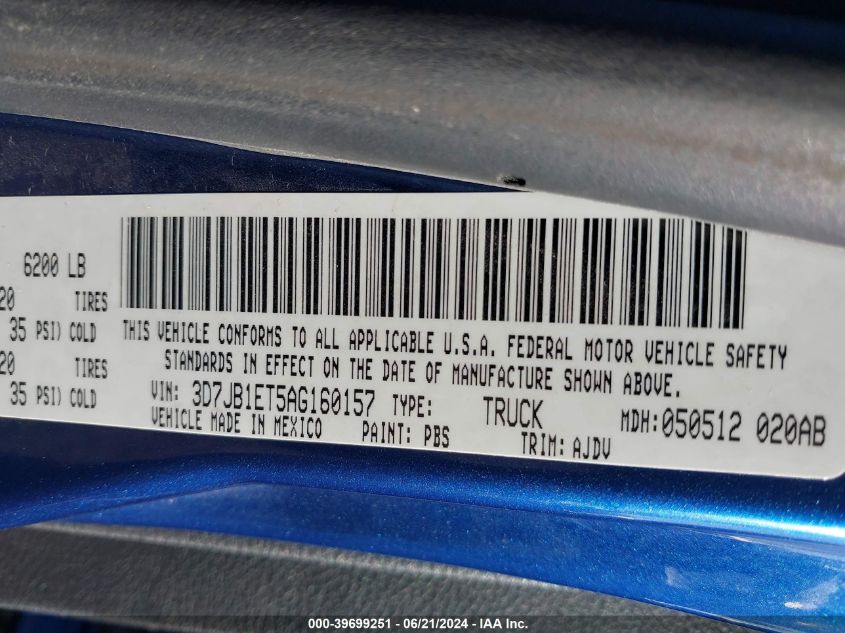 6200 LB
20 TIRES
35 PSI) COLD
20 TIRES
35 PSI) COLD
THIS VEHICLE CONFORMS TO ALL APPLICABLE U.S.A. FEDERAL MOTOR VEHICLE SAFETY
STANDARDS IN EFFECT ON THE DATE OF MANUFACTURE SHOWN ABOVE.
VIN: 3D7JB1ET5AG160157 TYPE: TRUCK MDH:050512 020AB
VEHICLE MADE IN MEXICO PAINT: PBS TRIM: AJDV
000-39699251 - 06/21/2024 - IAA Inc.